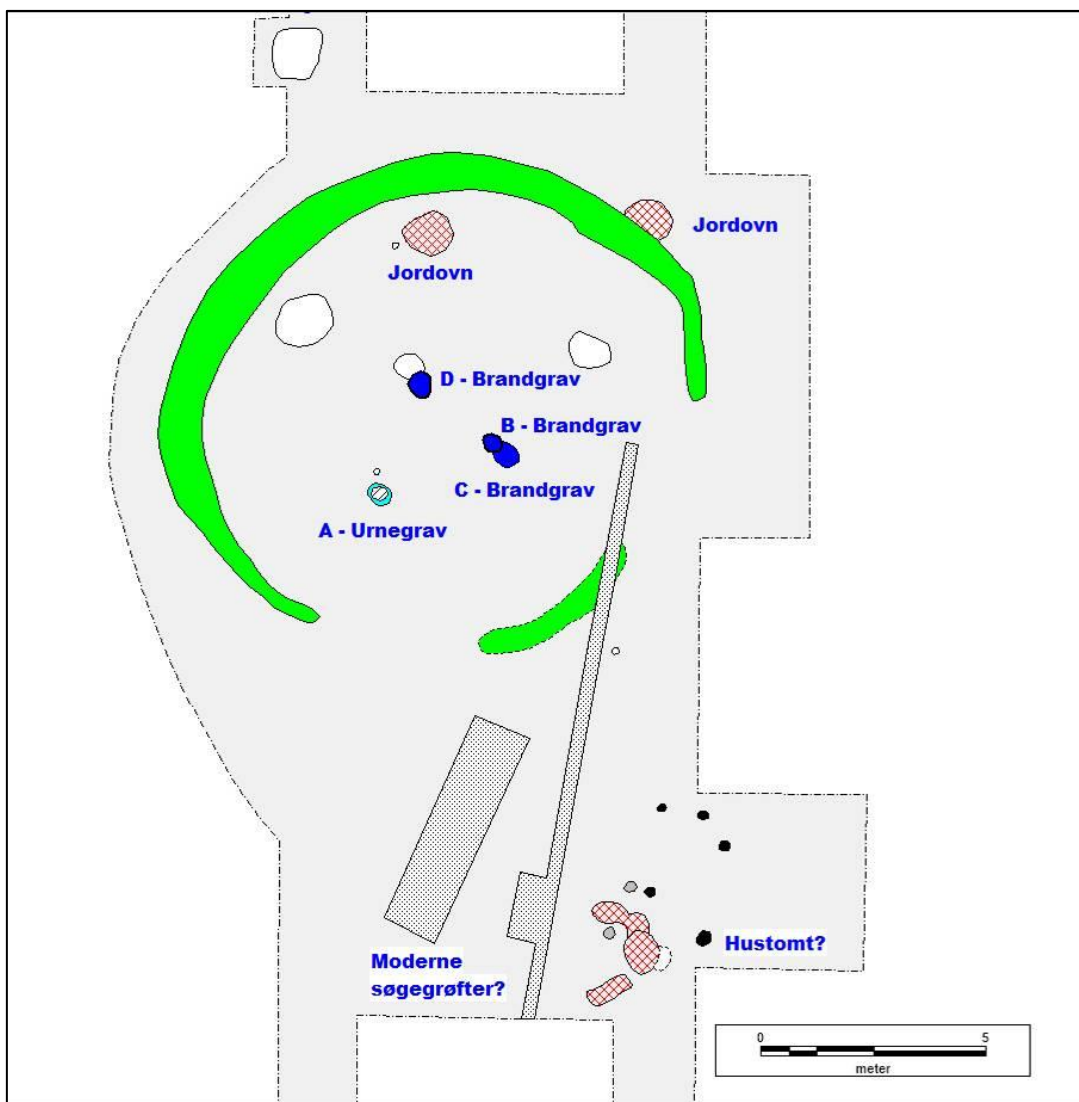 Jordovn
Jordovn
D - Brandgrav
B - Brandgrav
C - Brandgrav
A - Urnegrav
Hustomt?
Moderne
søgegrøfter?
0 5
meter